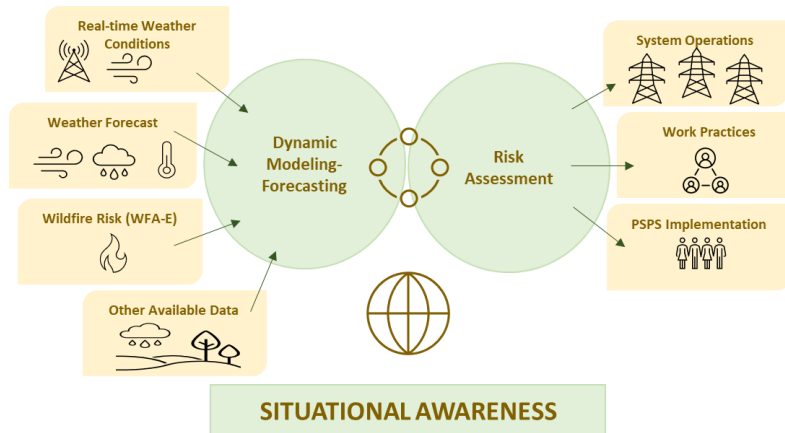 Real-time Weather
Conditions
Weather Forecast
Wildfire Risk (WFA-E)
Other Available Data
Dynamic
Modeling-
Forecasting
Risk
Assessment
System Operations
Work Practices
PSPS Implementation
SITUATIONAL AWARENESS